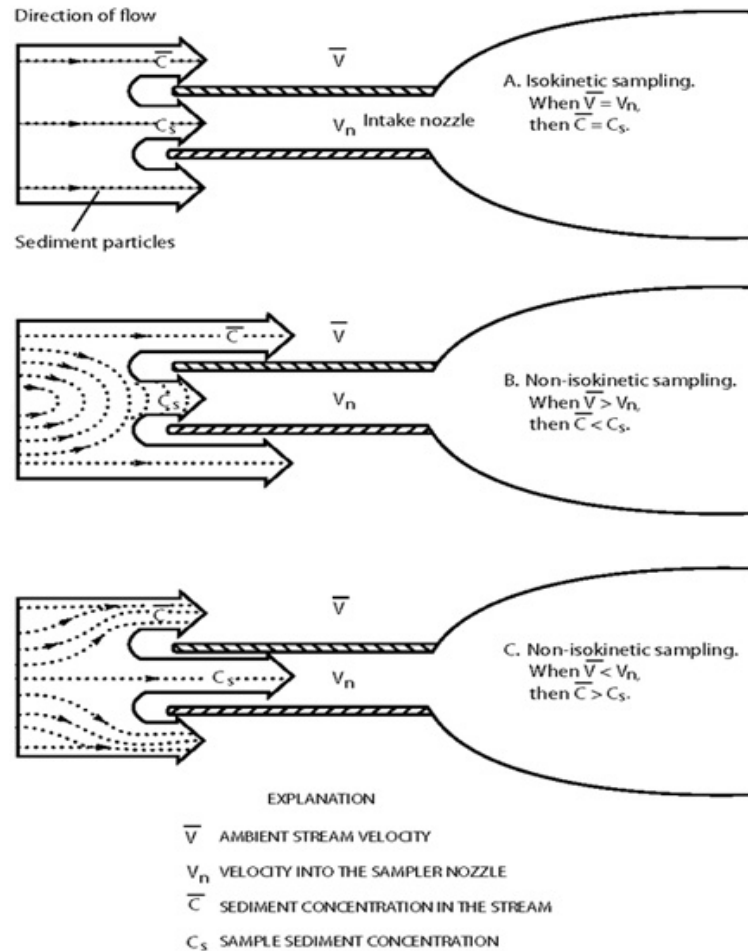 Direction of flow
C̅
V̅
A. Isokinetic sampling.
When V̅ = Vₙ,
then C̅ = Cₛ.
Cₛ
Vₙ Intake nozzle
Sediment particles
C̅
V̅
B. Non-isokinetic sampling.
When V̅ > Vₙ,
then C̅ < Cₛ.
Cₛ
Vₙ
C̅
V̅
C. Non-isokinetic sampling.
When V̅ < Vₙ,
then C̅ > Cₛ.
Cₛ
Vₙ
EXPLANATION
V̅ AMBIENT STREAM VELOCITY
Vₙ VELOCITY INTO THE SAMPLER NOZZLE
C̅ SEDIMENT CONCENTRATION IN THE STREAM
Cₛ SAMPLE SEDIMENT CONCENTRATION